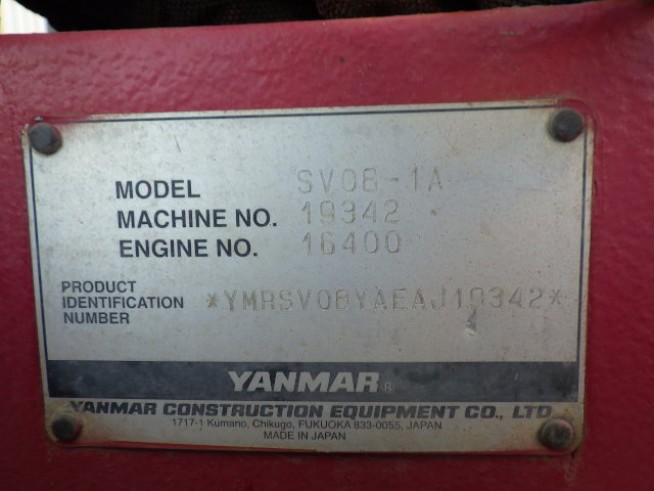 MODEL SV08-1A
MACHINE NO. 19342
ENGINE NO. 16400
PRODUCT
IDENTIFICATION *YMRSV08YAEAJ19342*
NUMBER
YANMAR®
YANMAR CONSTRUCTION EQUIPMENT CO., LTD.
1717-1 Kumano, Chikugo, FUKUOKA 833-0055, JAPAN
MADE IN JAPAN